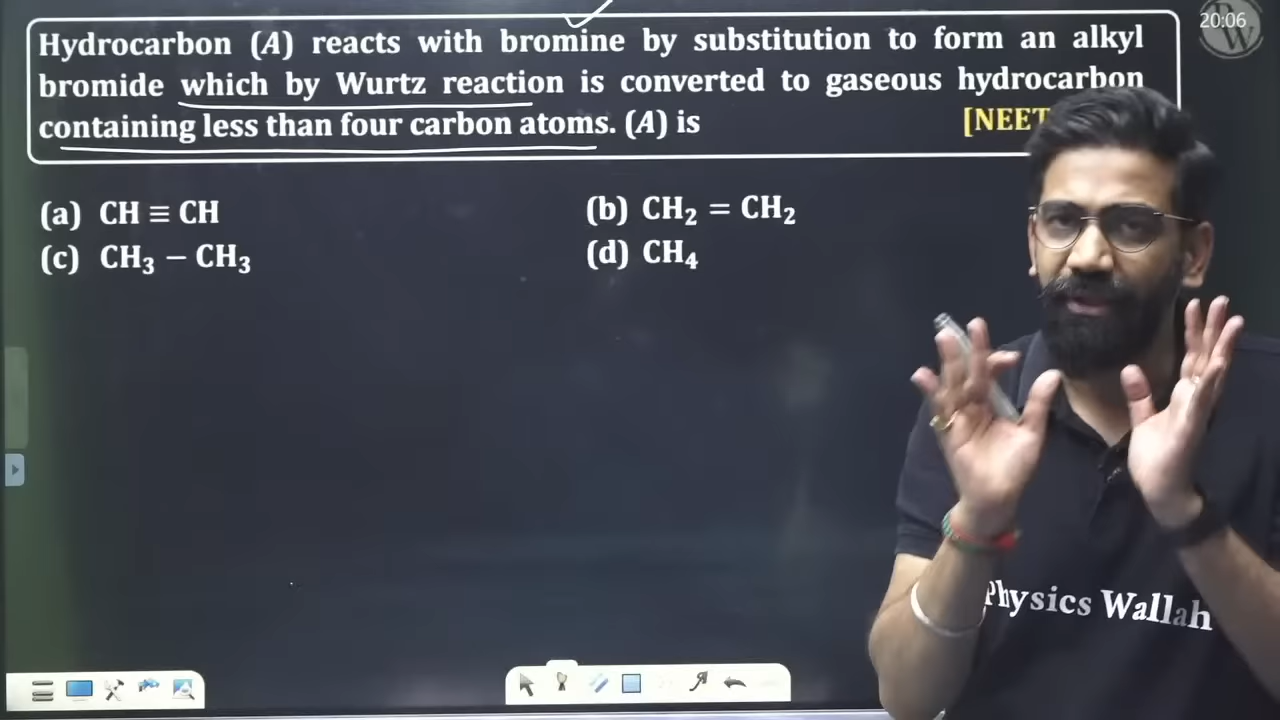 20:06
Hydrocarbon (A) reacts with bromine by substitution to form an alkyl
bromide which by Wurtz reaction is converted to gaseous hydrocarbon
containing less than four carbon atoms. (A) is [NEET
(a) CH ≡ CH (b) CH₂ = CH₂
(c) CH₃ − CH₃ (d) CH₄
Physics Wallah